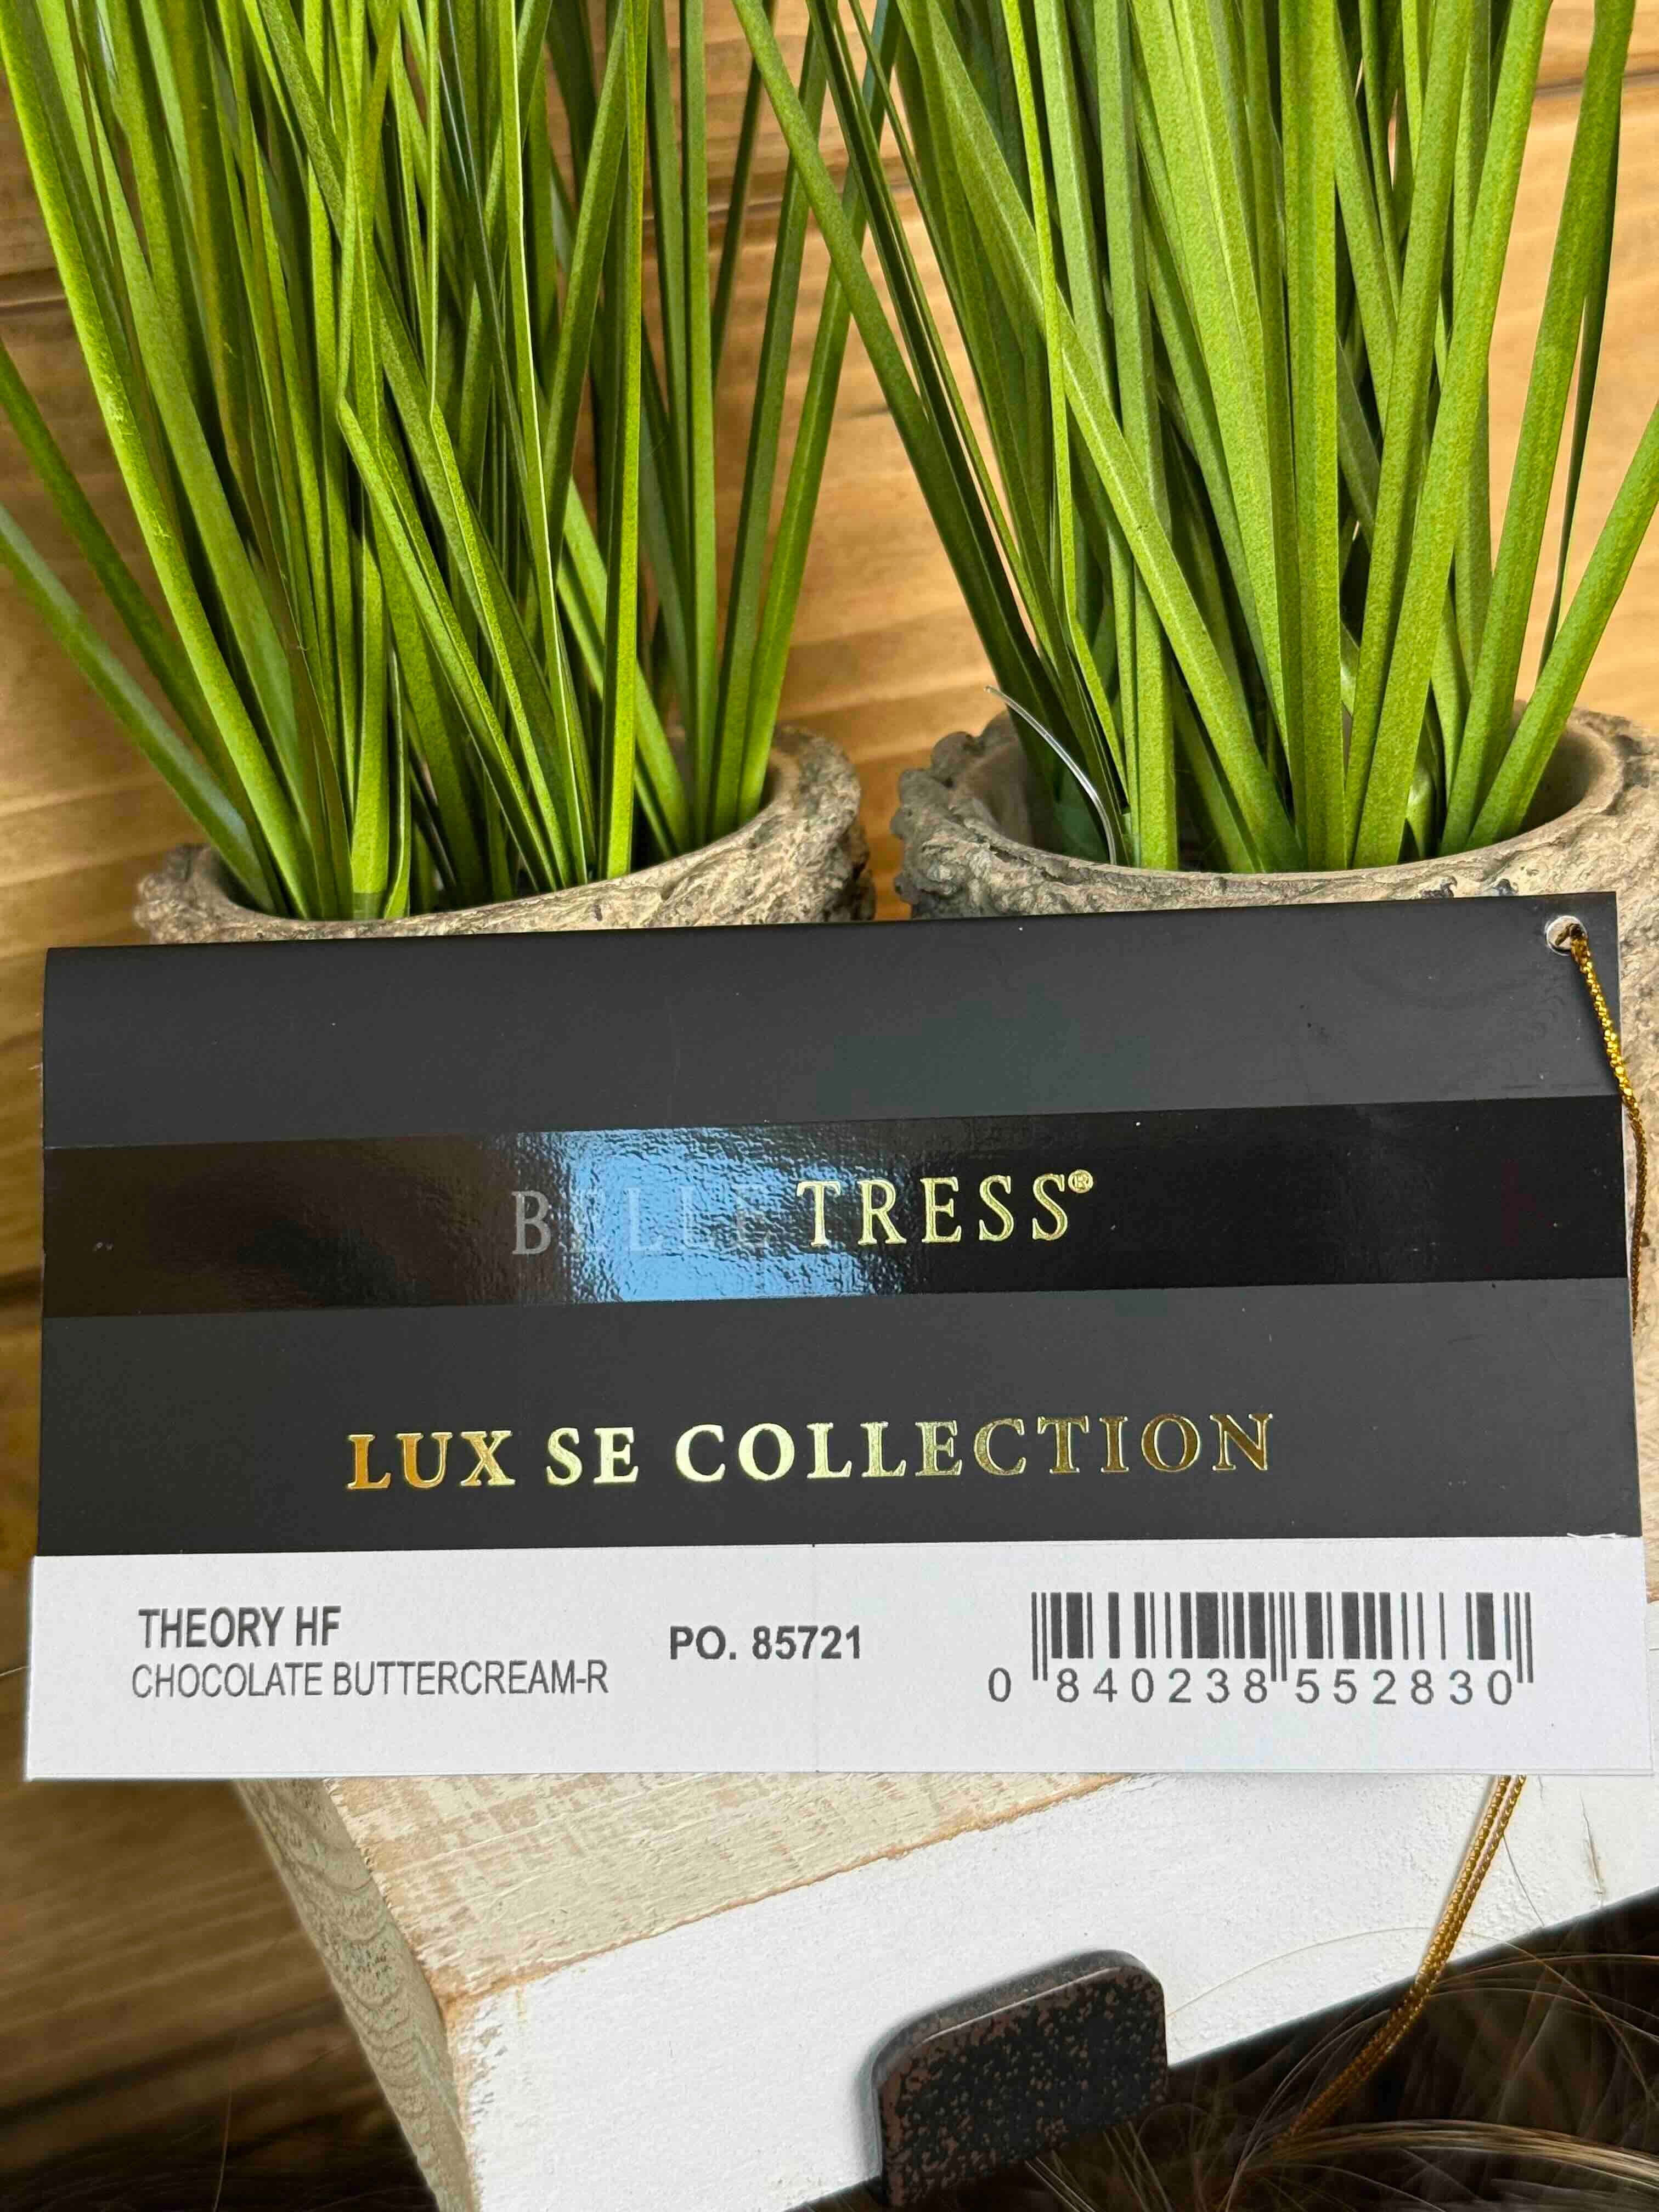 BELLE TRESS®
LUX SE COLLECTION
THEORY HF
CHOCOLATE BUTTERCREAM-R
PO. 85721
0 840238 552830